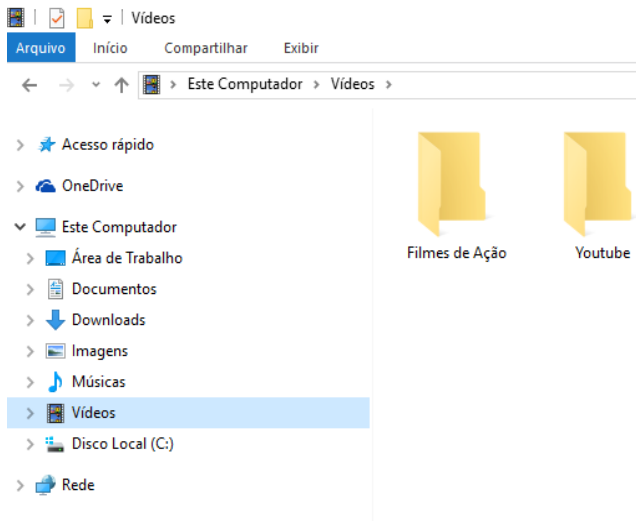 Vídeos
Arquivo Início Compartilhar Exibir
Este Computador Vídeos
Acesso rápido
OneDrive
Este Computador
Área de Trabalho
Documentos
Downloads
Imagens
Músicas
Vídeos
Disco Local (C:)
Rede
Filmes de Ação Youtube